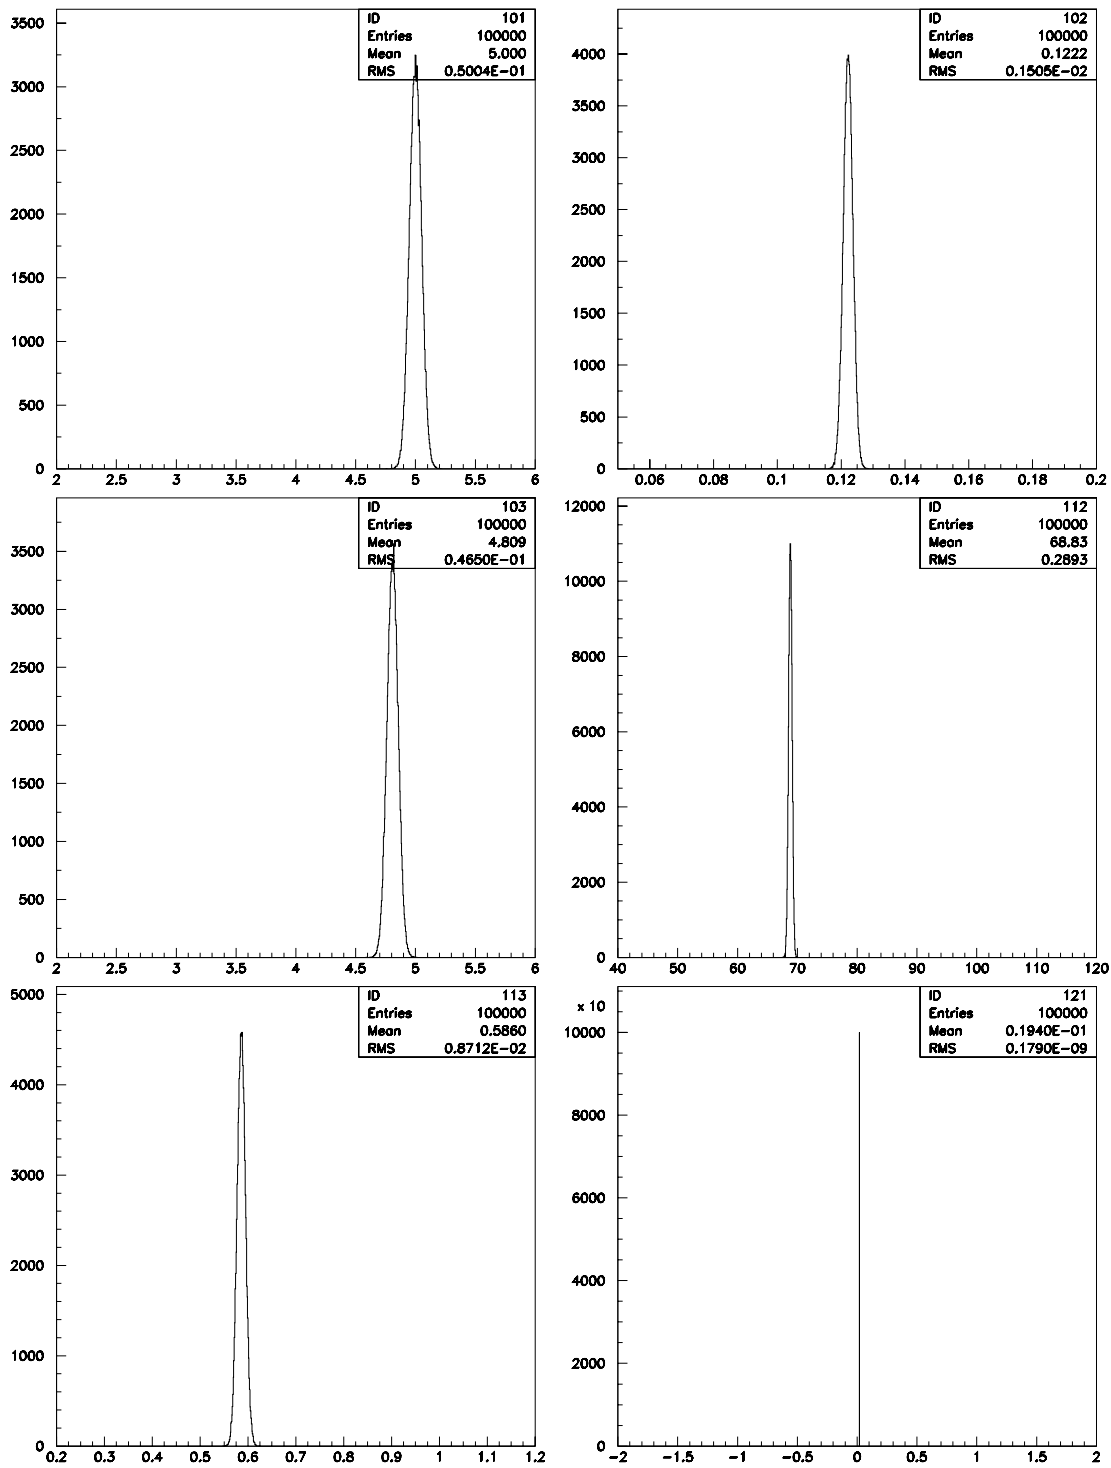 ID 101
Entries 100000
Mean 5.000
RMS 0.5004E-01
3500
3000
2500
2000
1500
1000
500
0
2 2.5 3 3.5 4 4.5 5 5.5 6
ID 102
Entries 100000
Mean 0.1222
RMS 0.1505E-02
4000
3500
3000
2500
2000
1500
1000
500
0
0.06 0.08 0.1 0.12 0.14 0.16 0.18 0.2
ID 103
Entries 100000
Mean 4.809
RMS 0.4650E-01
3500
3000
2500
2000
1500
1000
500
0
2 2.5 3 3.5 4 4.5 5 5.5 6
ID 112
Entries 100000
Mean 68.83
RMS 0.2893
12000
10000
8000
6000
4000
2000
0
40 50 60 70 80 90 100 110 120
ID 113
Entries 100000
Mean 0.5860
RMS 0.8712E-02
5000
4000
3000
2000
1000
0
0.2 0.3 0.4 0.5 0.6 0.7 0.8 0.9 1 1.1 1.2
ID 121
Entries 100000
Mean 0.1940E-01
RMS 0.1790E-09
x 10
10000
8000
6000
4000
2000
0
-2 -1.5 -1 -0.5 0 0.5 1 1.5 2